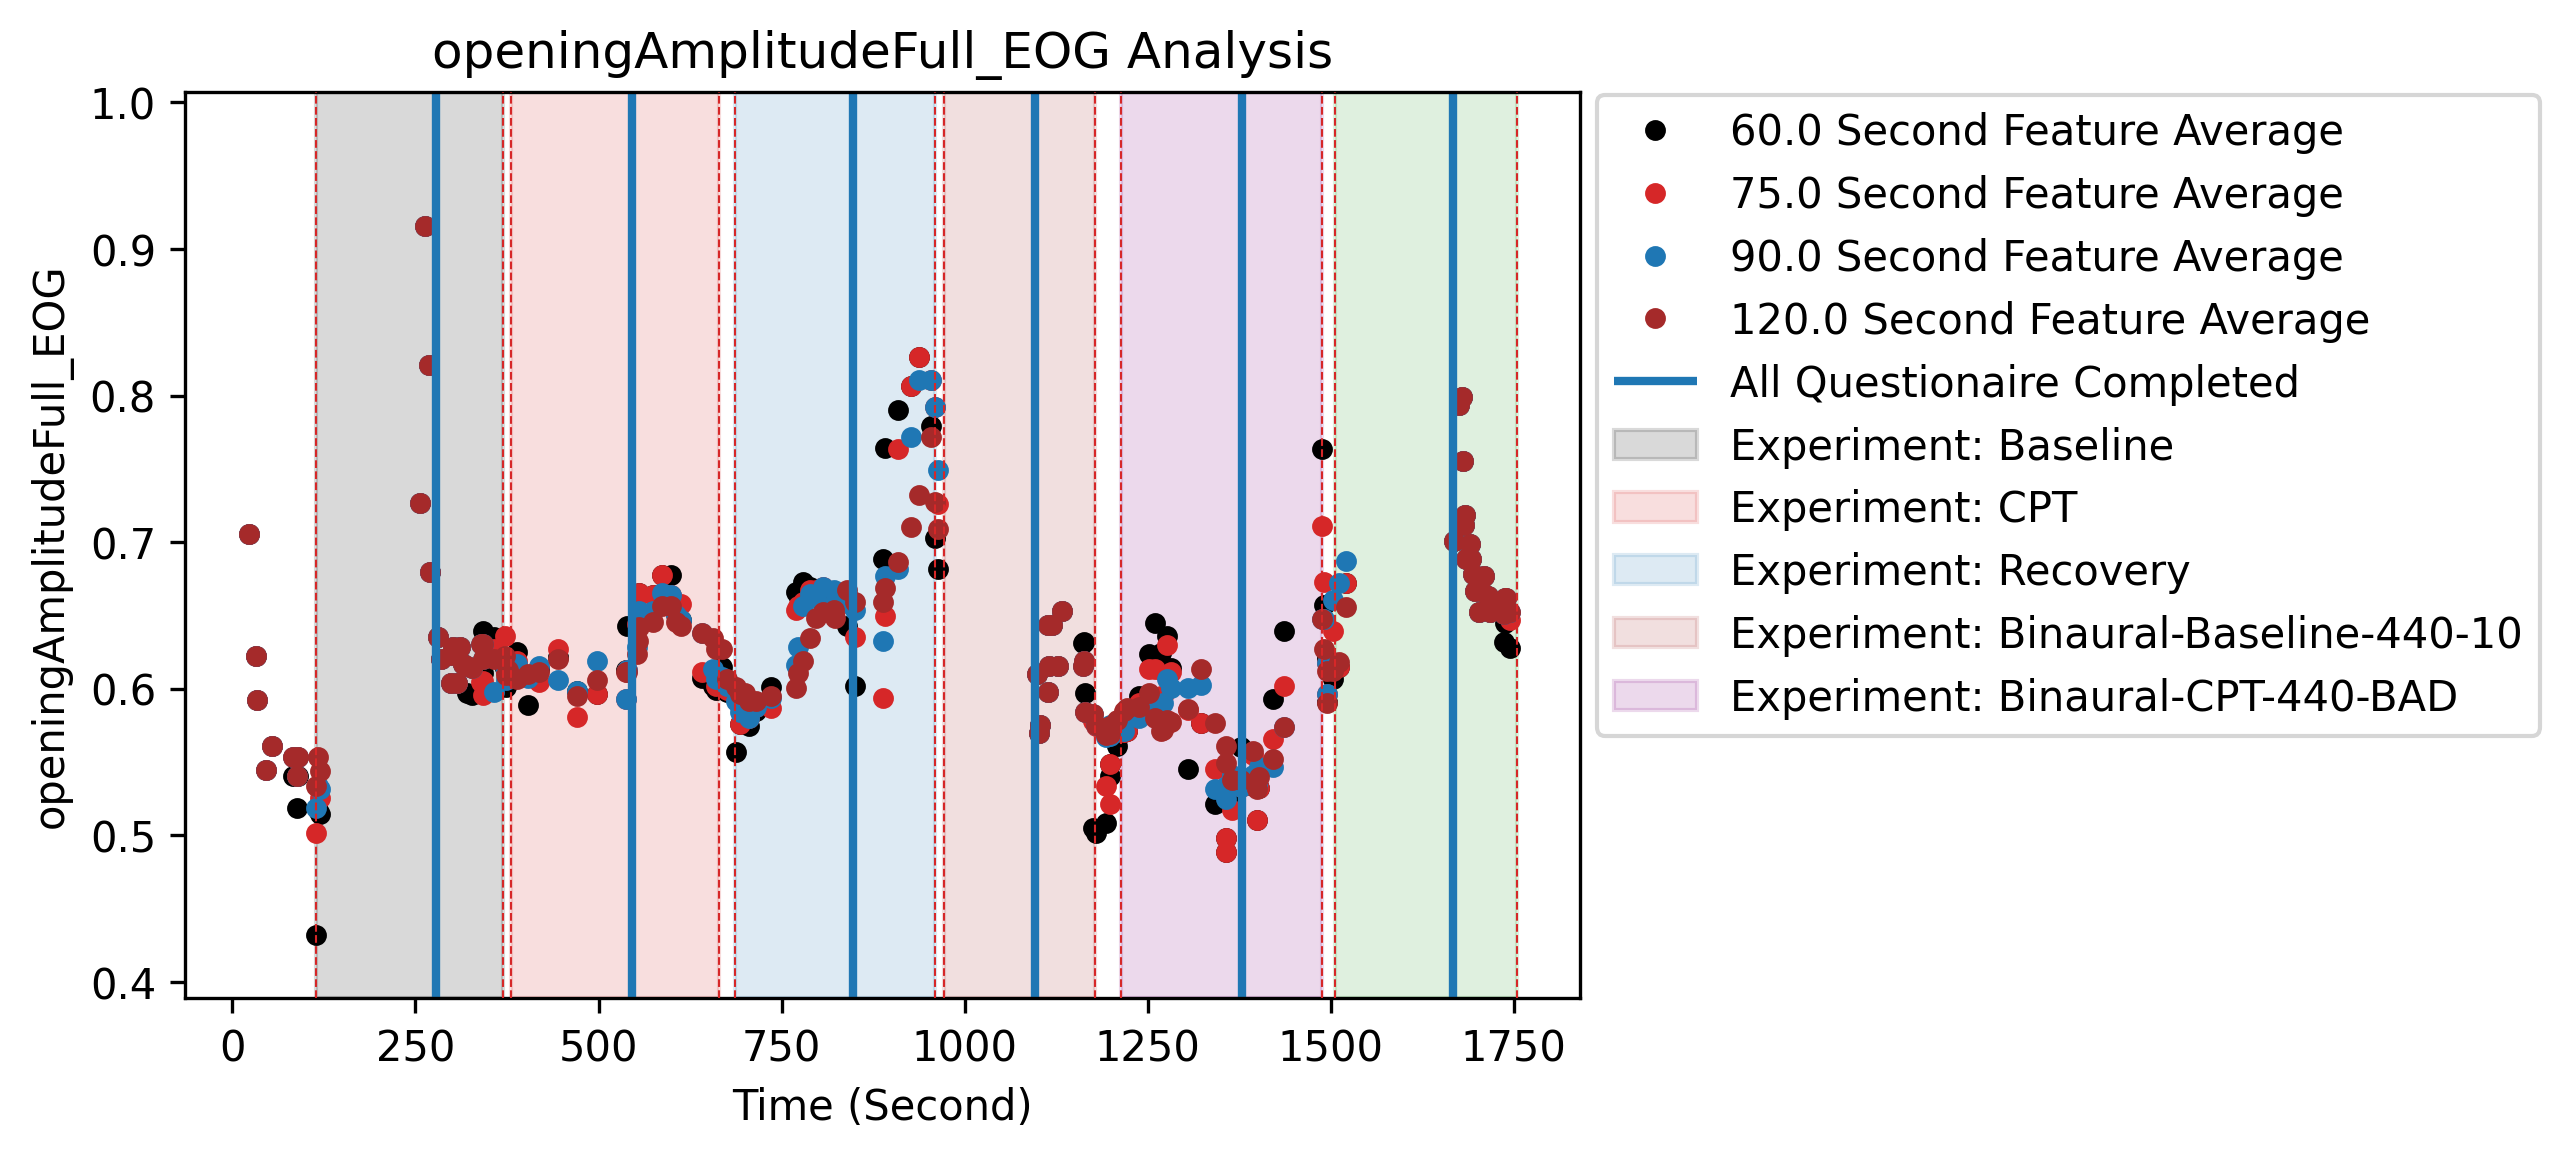 openingAmplitudeFull_EOG Analysis
openingAmplitudeFull_EOG
1.0
0.9
0.8
0.7
0.6
0.5
0.4
0 250 500 750 1000 1250 1500 1750
Time (Second)
60.0 Second Feature Average
75.0 Second Feature Average
90.0 Second Feature Average
120.0 Second Feature Average
All Questionaire Completed
Experiment: Baseline
Experiment: CPT
Experiment: Recovery
Experiment: Binaural-Baseline-440-10
Experiment: Binaural-CPT-440-BAD